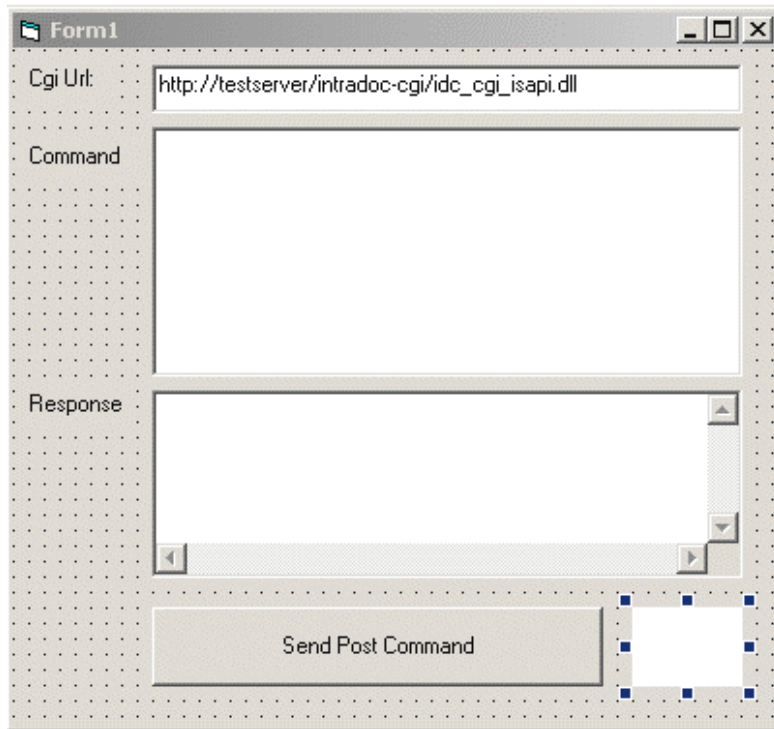 Form1
Cgi Url:
http://testserver/intradoc-cgi/idc_cgi_isapi.dll
Command
Response
Send Post Command